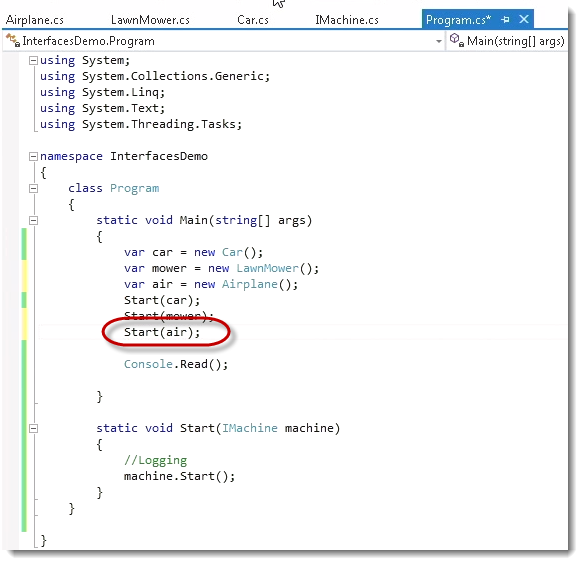 Airplane.cs LawnMower.cs Car.cs IMachine.cs Program.cs*
InterfacesDemo.Program Main(string[] args)
using System;
using System.Collections.Generic;
using System.Linq;
using System.Text;
using System.Threading.Tasks;
namespace InterfacesDemo
{
class Program
{
static void Main(string[] args)
{
var car = new Car();
var mower = new LawnMower();
var air = new Airplane();
Start(car);
Start(mower);
Start(air);
Console.Read();
}
static void Start(IMachine machine)
{
//Logging
machine.Start();
}
}
}